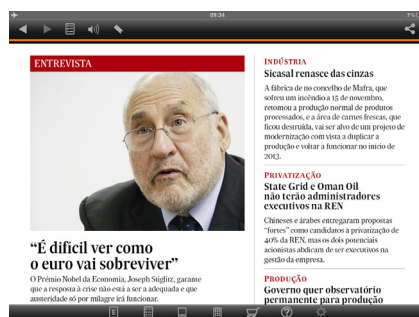 09:34
7%
ENTREVISTA
“É difícil ver como
o euro vai sobreviver”
O Prémio Nobel da Economia, Joseph Stiglitz, garante
que a resposta à crise não está a ser a adequada e que
austeridade só por milagre irá funcionar.
INDÚSTRIA
Sicasal renasce das cinzas
A fábrica de no concelho de Mafra, que
sofreu um incêndio a 15 de novembro,
retomou a produção normal de produtos
processados, e a área de carnes frescas, que
ficou destruída, vai ser alvo de um projeto de
modernização com vista a duplicar a
produção e voltar a funcionar no início de
2013.
PRIVATIZAÇÃO
State Grid e Oman Oil
não terão administradores
executivos na REN
Chineses e árabes entregaram propostas
“fortes” como candidatos à privatização de
40% da REN, mas os dois potenciais
acionistas abdicam de ter executivos na
gestão da empresa.
PRODUÇÃO
Governo quer observatório
permanente para produção